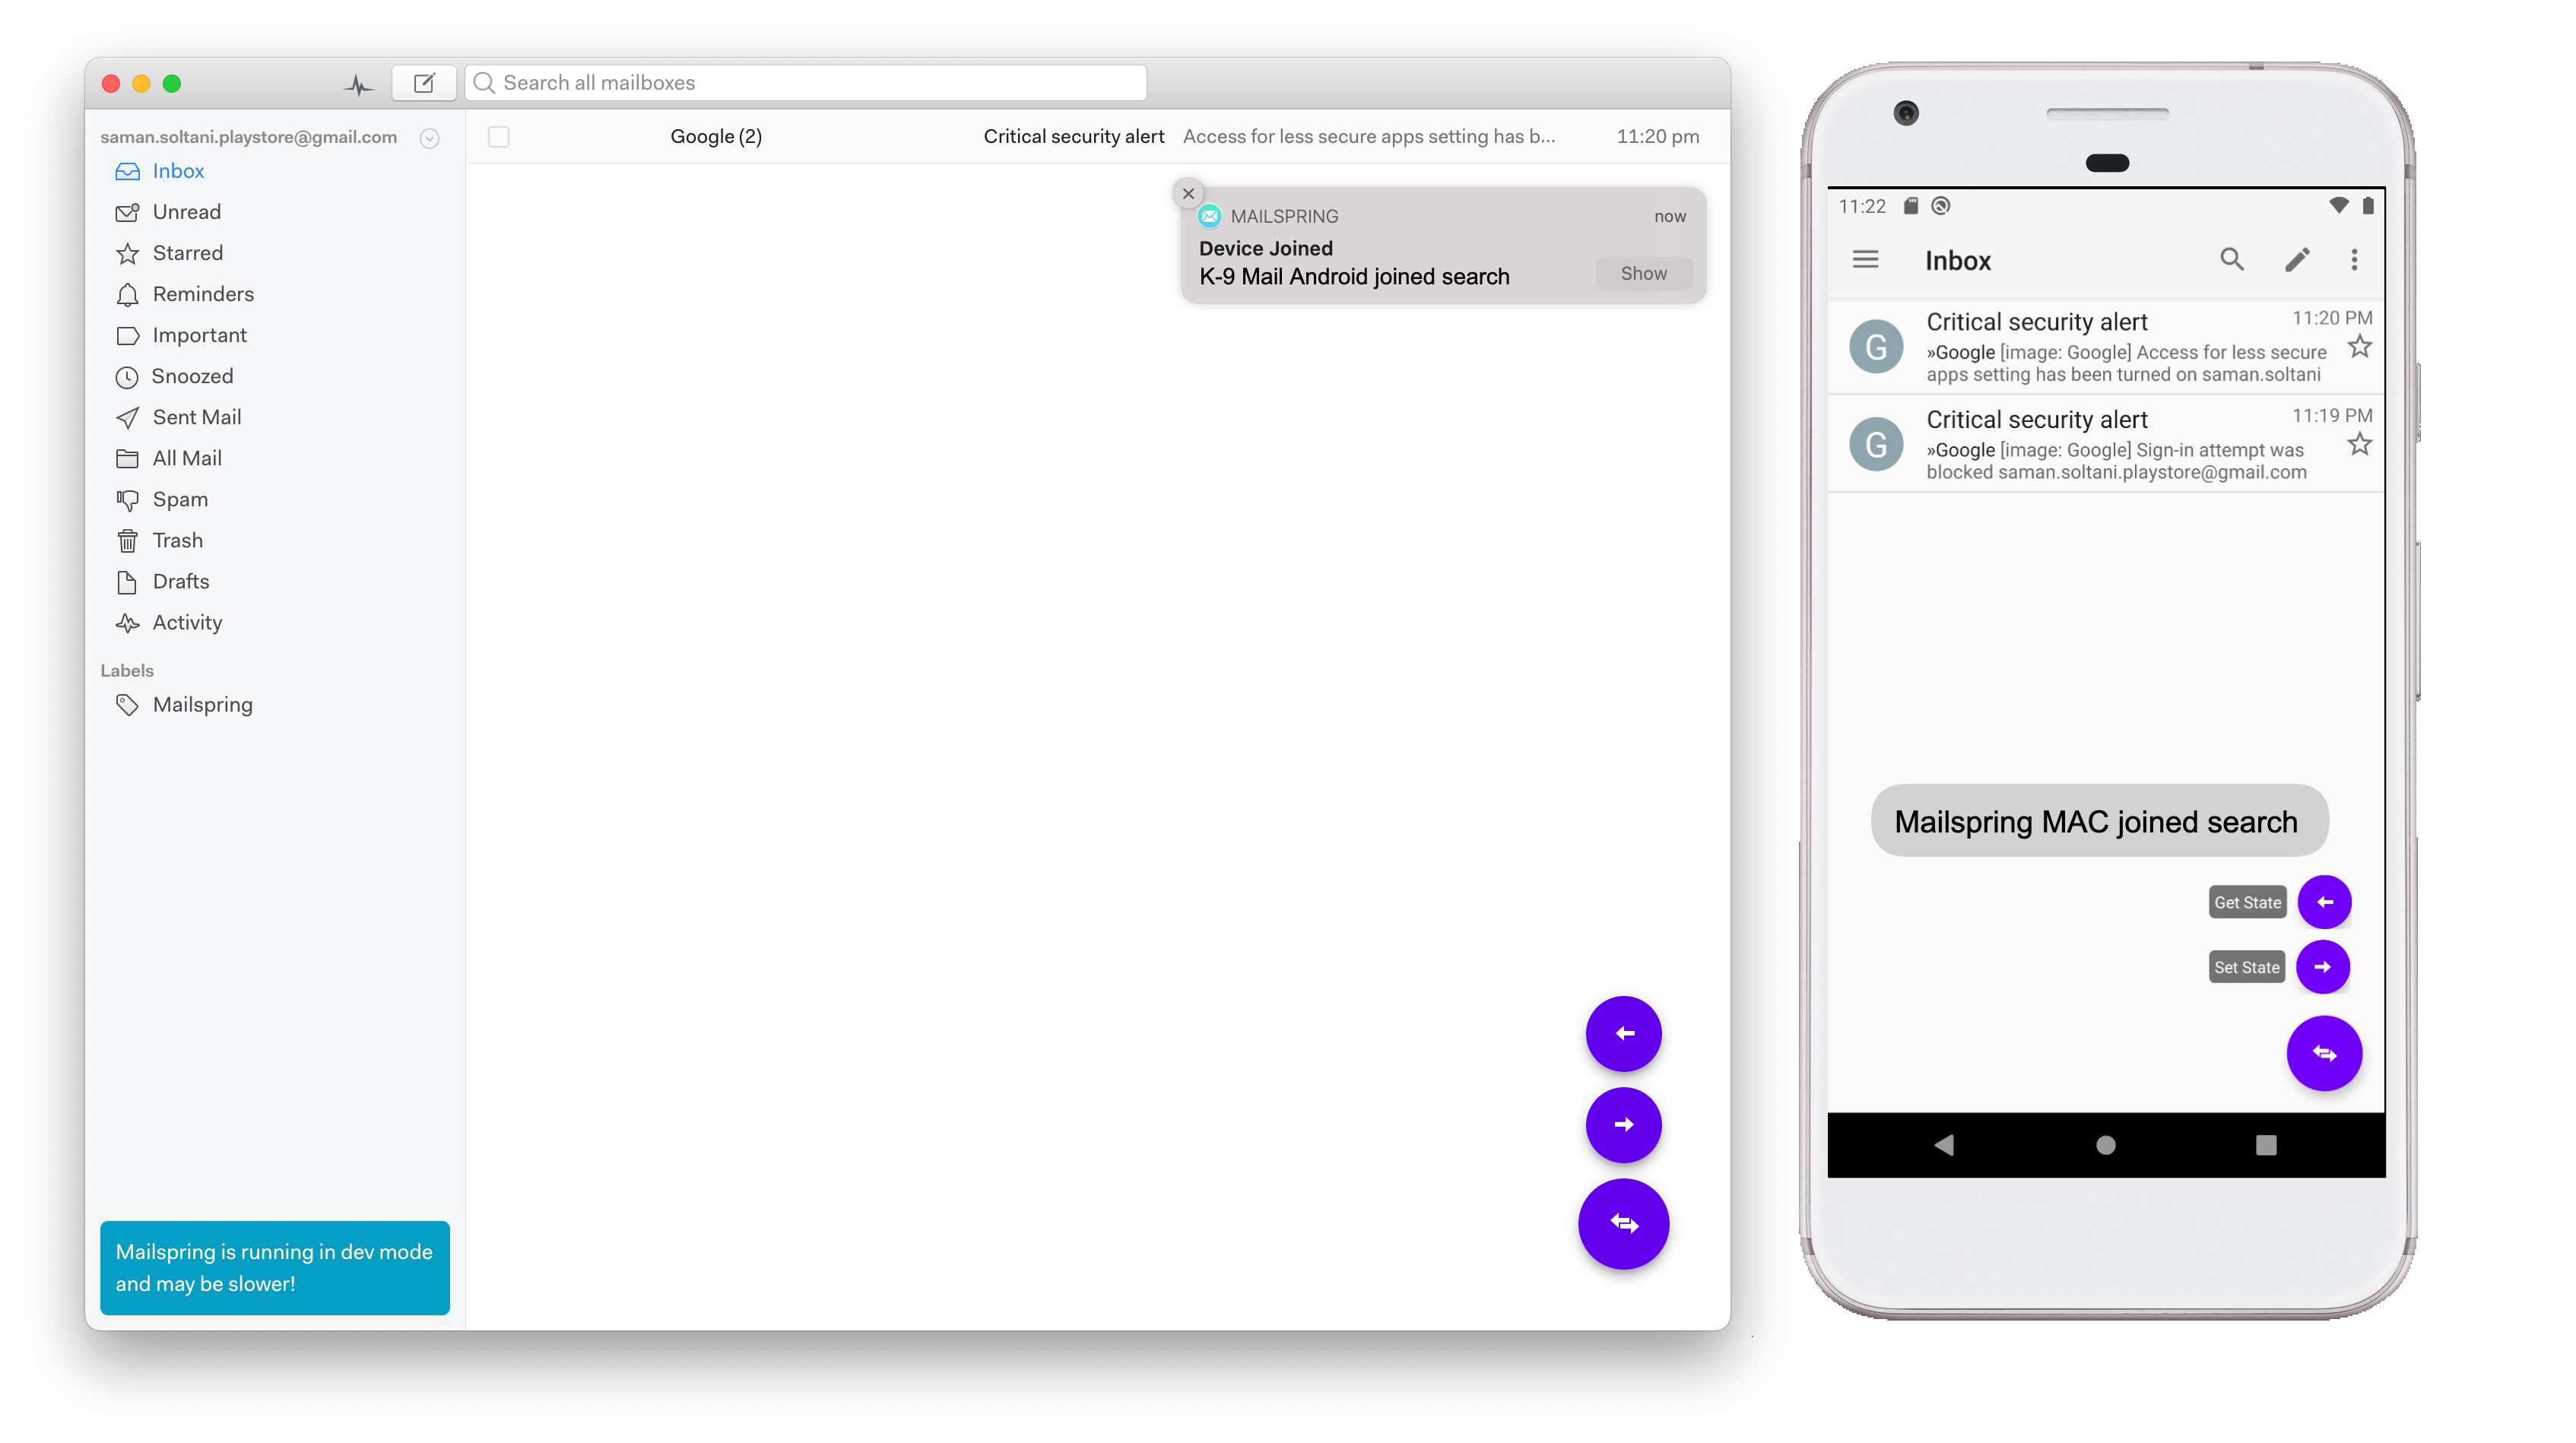 Search all mailboxes
saman.soltani.playstore@gmail.com
Inbox
Unread
Starred
Reminders
Important
Snoozed
Sent Mail
All Mail
Spam
Trash
Drafts
Activity
Labels
Mailspring
Mailspring is running in dev mode
and may be slower!
Google (2) Critical security alert Access for less secure apps setting has b... 11:20 pm
MAILSPRING now
Device Joined
K-9 Mail Android joined search
Show
11:22
Inbox
Critical security alert 11:20 PM
G
»Google [image: Google] Access for less secure
apps setting has been turned on saman.soltani
Critical security alert 11:19 PM
G
»Google [image: Google] Sign-in attempt was
blocked saman.soltani.playstore@gmail.com
Mailspring MAC joined search
Get State
Set State